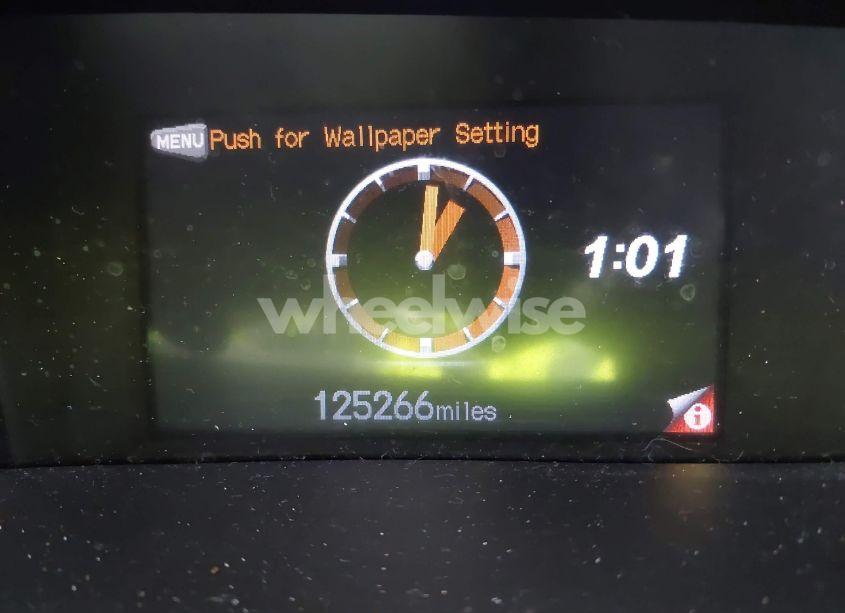 MENU Push for Wallpaper Setting
1:01
wheelwise
125266miles
i